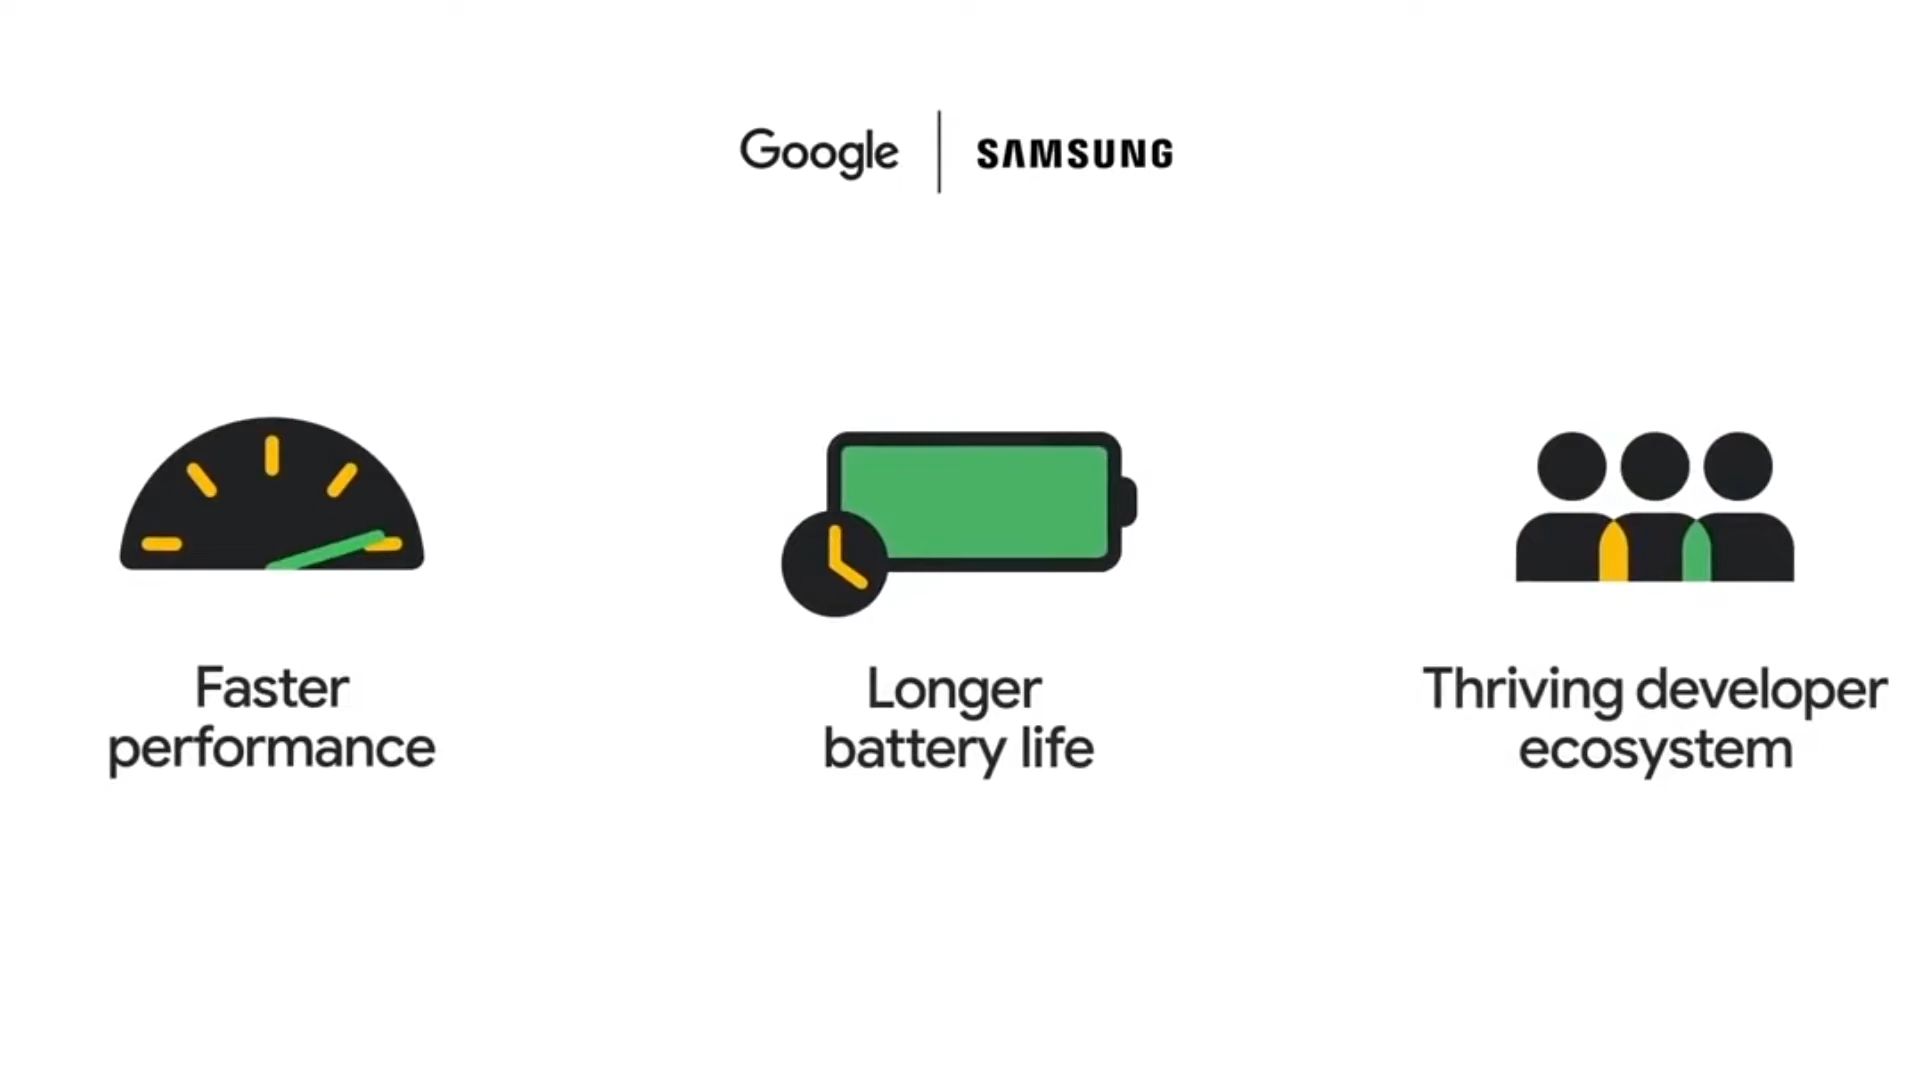 Google | SAMSUNG
Faster
performance
Longer
battery life
Thriving developer
ecosystem